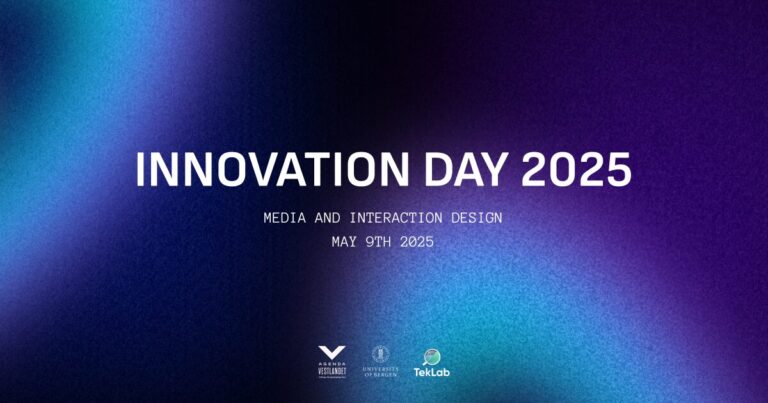 INNOVATION DAY 2025
MEDIA AND INTERACTION DESIGN
MAY 9TH 2025
AGENDA
VESTLANDET
UNIVERSITY
OF BERGEN
TekLab